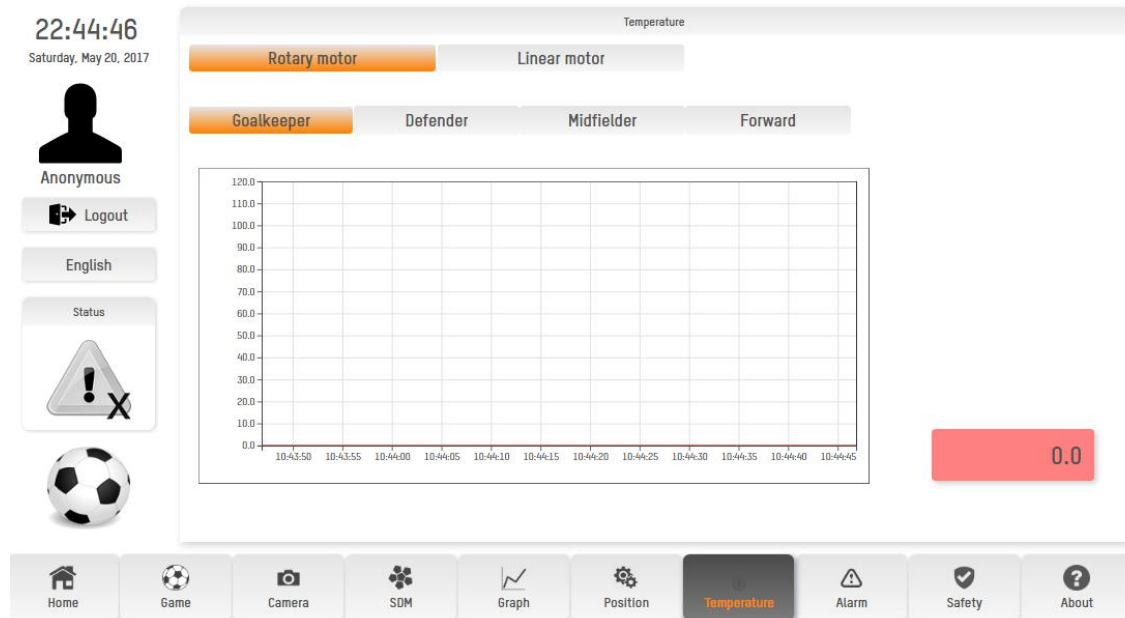 22:44:46
Saturday, May 20, 2017
Anonymous
Logout
English
Status
X
Temperature
Rotary motor Linear motor
Goalkeeper Defender Midfielder Forward
120.0
110.0
100.0
90.0
80.0
70.0
60.0
50.0
40.0
30.0
20.0
10.0
0.0
10:43:50 10:43:55 10:44:00 10:44:05 10:44:10 10:44:15 10:44:20 10:44:25 10:44:30 10:44:35 10:44:40 10:44:45
0.0
Home Game Camera SDM Graph Position Temperature Alarm Safety About